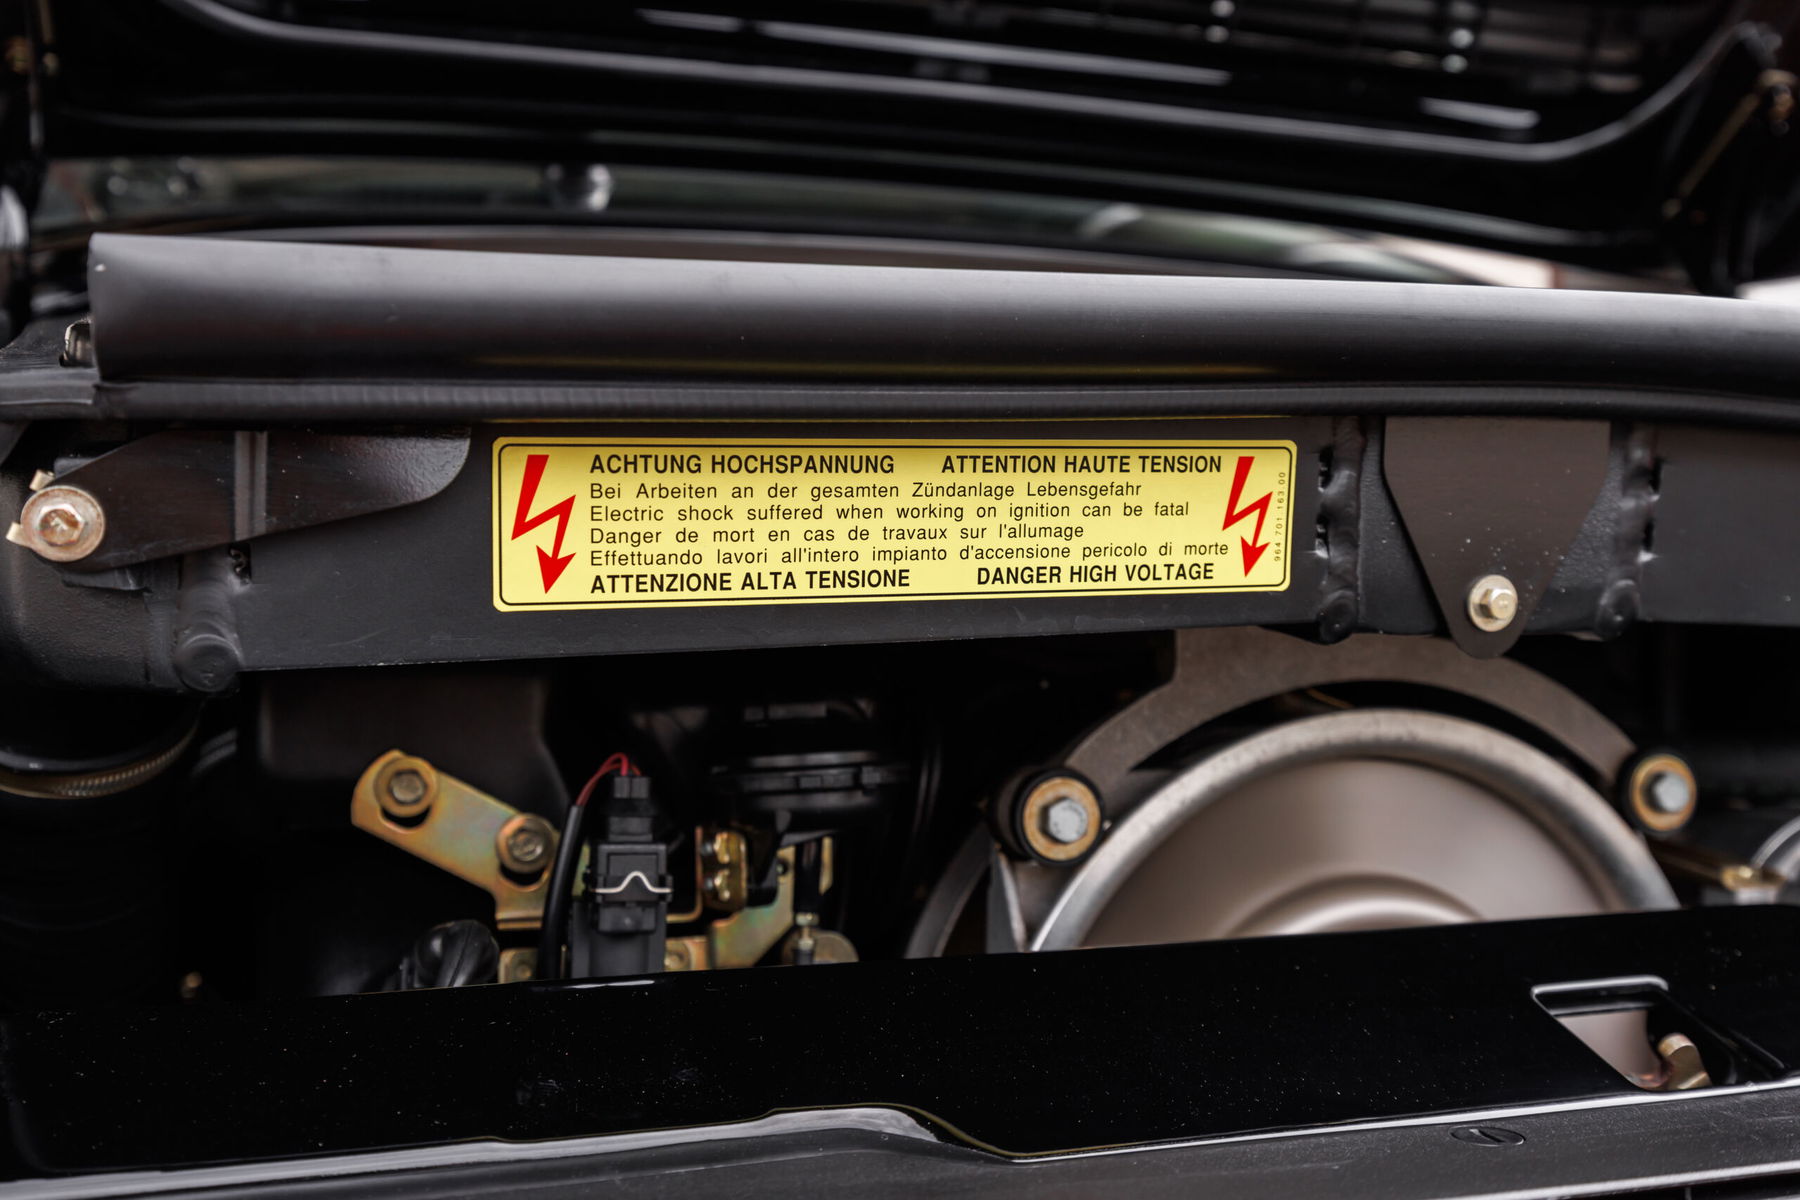 ACHTUNG HOCHSPANNUNG ATTENTION HAUTE TENSION
Bei Arbeiten an der gesamten Zündanlage Lebensgefahr
Electric shock suffered when working on ignition can be fatal
Danger de mort en cas de travaux sur l'allumage
Effettuando lavori all'intero impianto d'accensione pericolo di morte
ATTENZIONE ALTA TENSIONE DANGER HIGH VOLTAGE
964.701.163.00